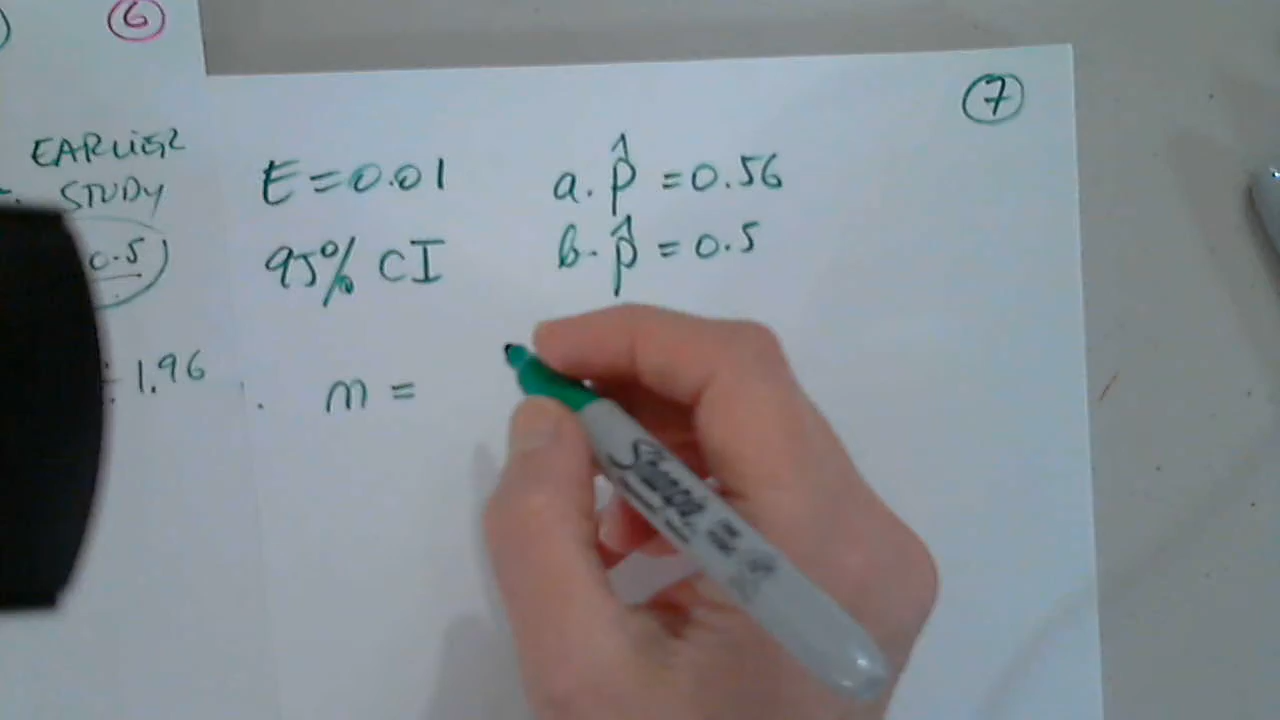 6
7
EARLIER
STUDY
0.5
1.96
E = 0.01
95% CI
a. p̂ = 0.56
b. p̂ = 0.5
n =
Sharpie